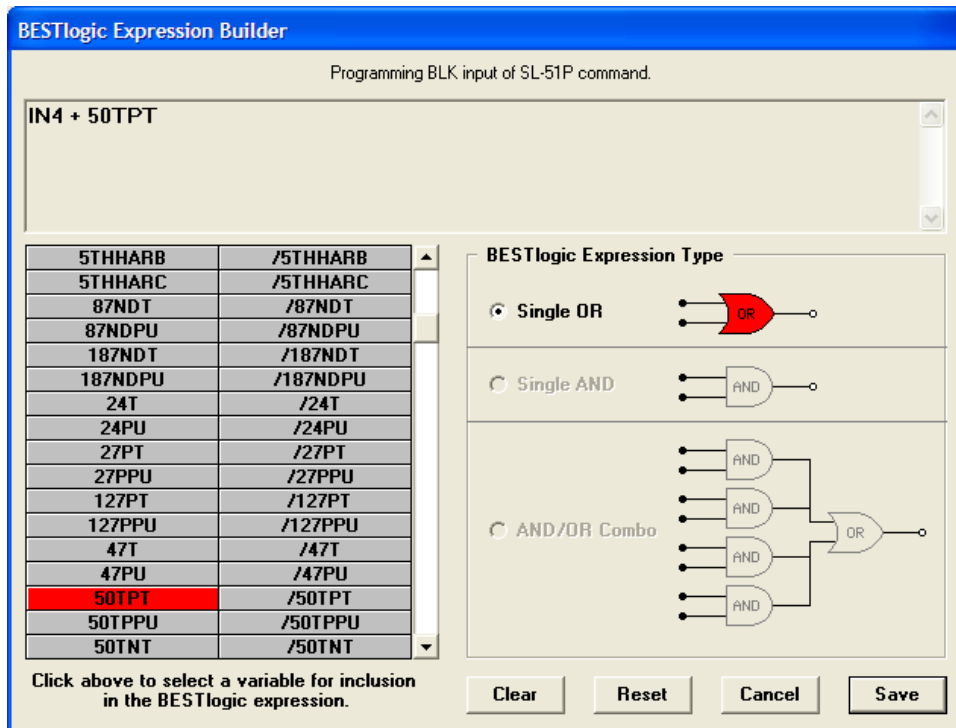 BESTlogic Expression Builder
Programming BLK input of SL-51P command.
IN4 + 50TPT
5THHARB /5THHARB
5THHARC /5THHARC
87NDT /87NDT
87NDPU /87NDPU
187NDT /187NDT
187NDPU /187NDPU
24T /24T
24PU /24PU
27PT /27PT
27PPU /27PPU
127PT /127PT
127PPU /127PPU
47T /47T
47PU /47PU
50TPT /50TPT
50TPPU /50TPPU
50TNT /50TNT
Click above to select a variable for inclusion
in the BESTlogic expression.
BESTlogic Expression Type
Single OR OR
Single AND AND
AND
AND
AND/OR Combo OR
AND
AND
Clear Reset Cancel Save